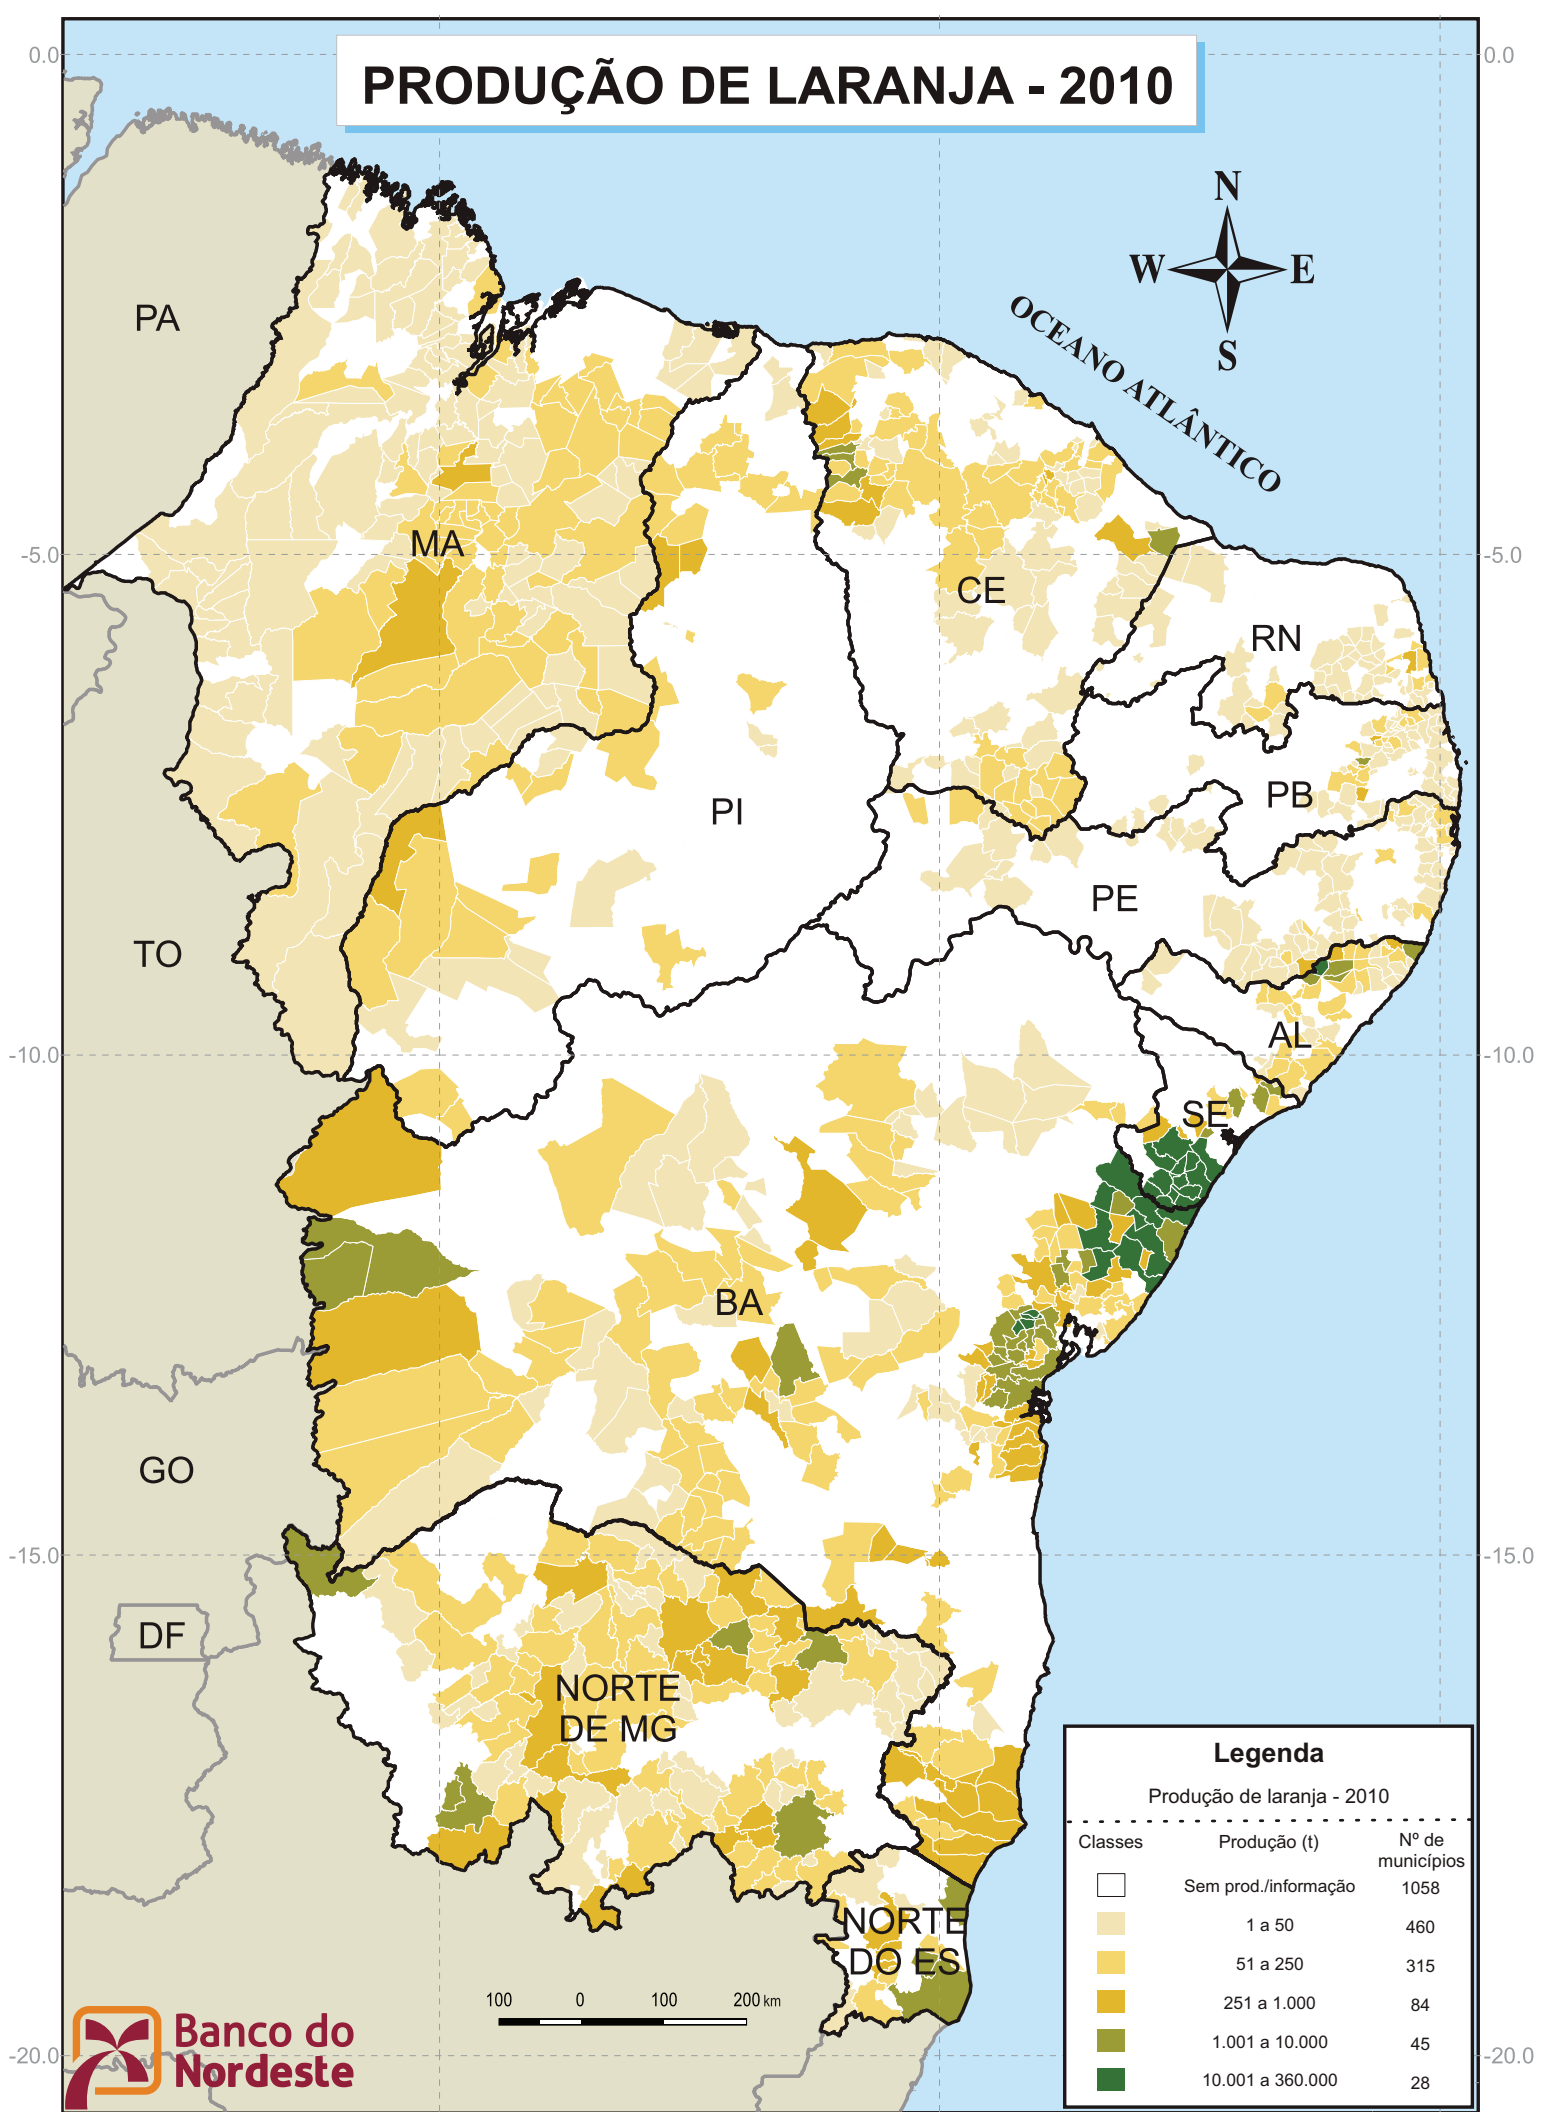 PRODUÇÃO DE LARANJA - 2010
0.0
0.0
N
W
E
S
OCEANO ATLÂNTICO
PA
MA
-5.0
-5.0
CE
RN
PI
PB
PE
TO
AL
-10.0
-10.0
SE
BA
GO
-15.0
-15.0
DF
NORTE
DE MG
NORTE
DO ES
100 0 100 200 km
Banco do
Nordeste
-20.0
-20.0
Legenda
Produção de laranja - 2010
Classes Produção (t) Nº de
municípios
Sem prod./informação 1058
1 a 50 460
51 a 250 315
251 a 1.000 84
1.001 a 10.000 45
10.001 a 360.000 28